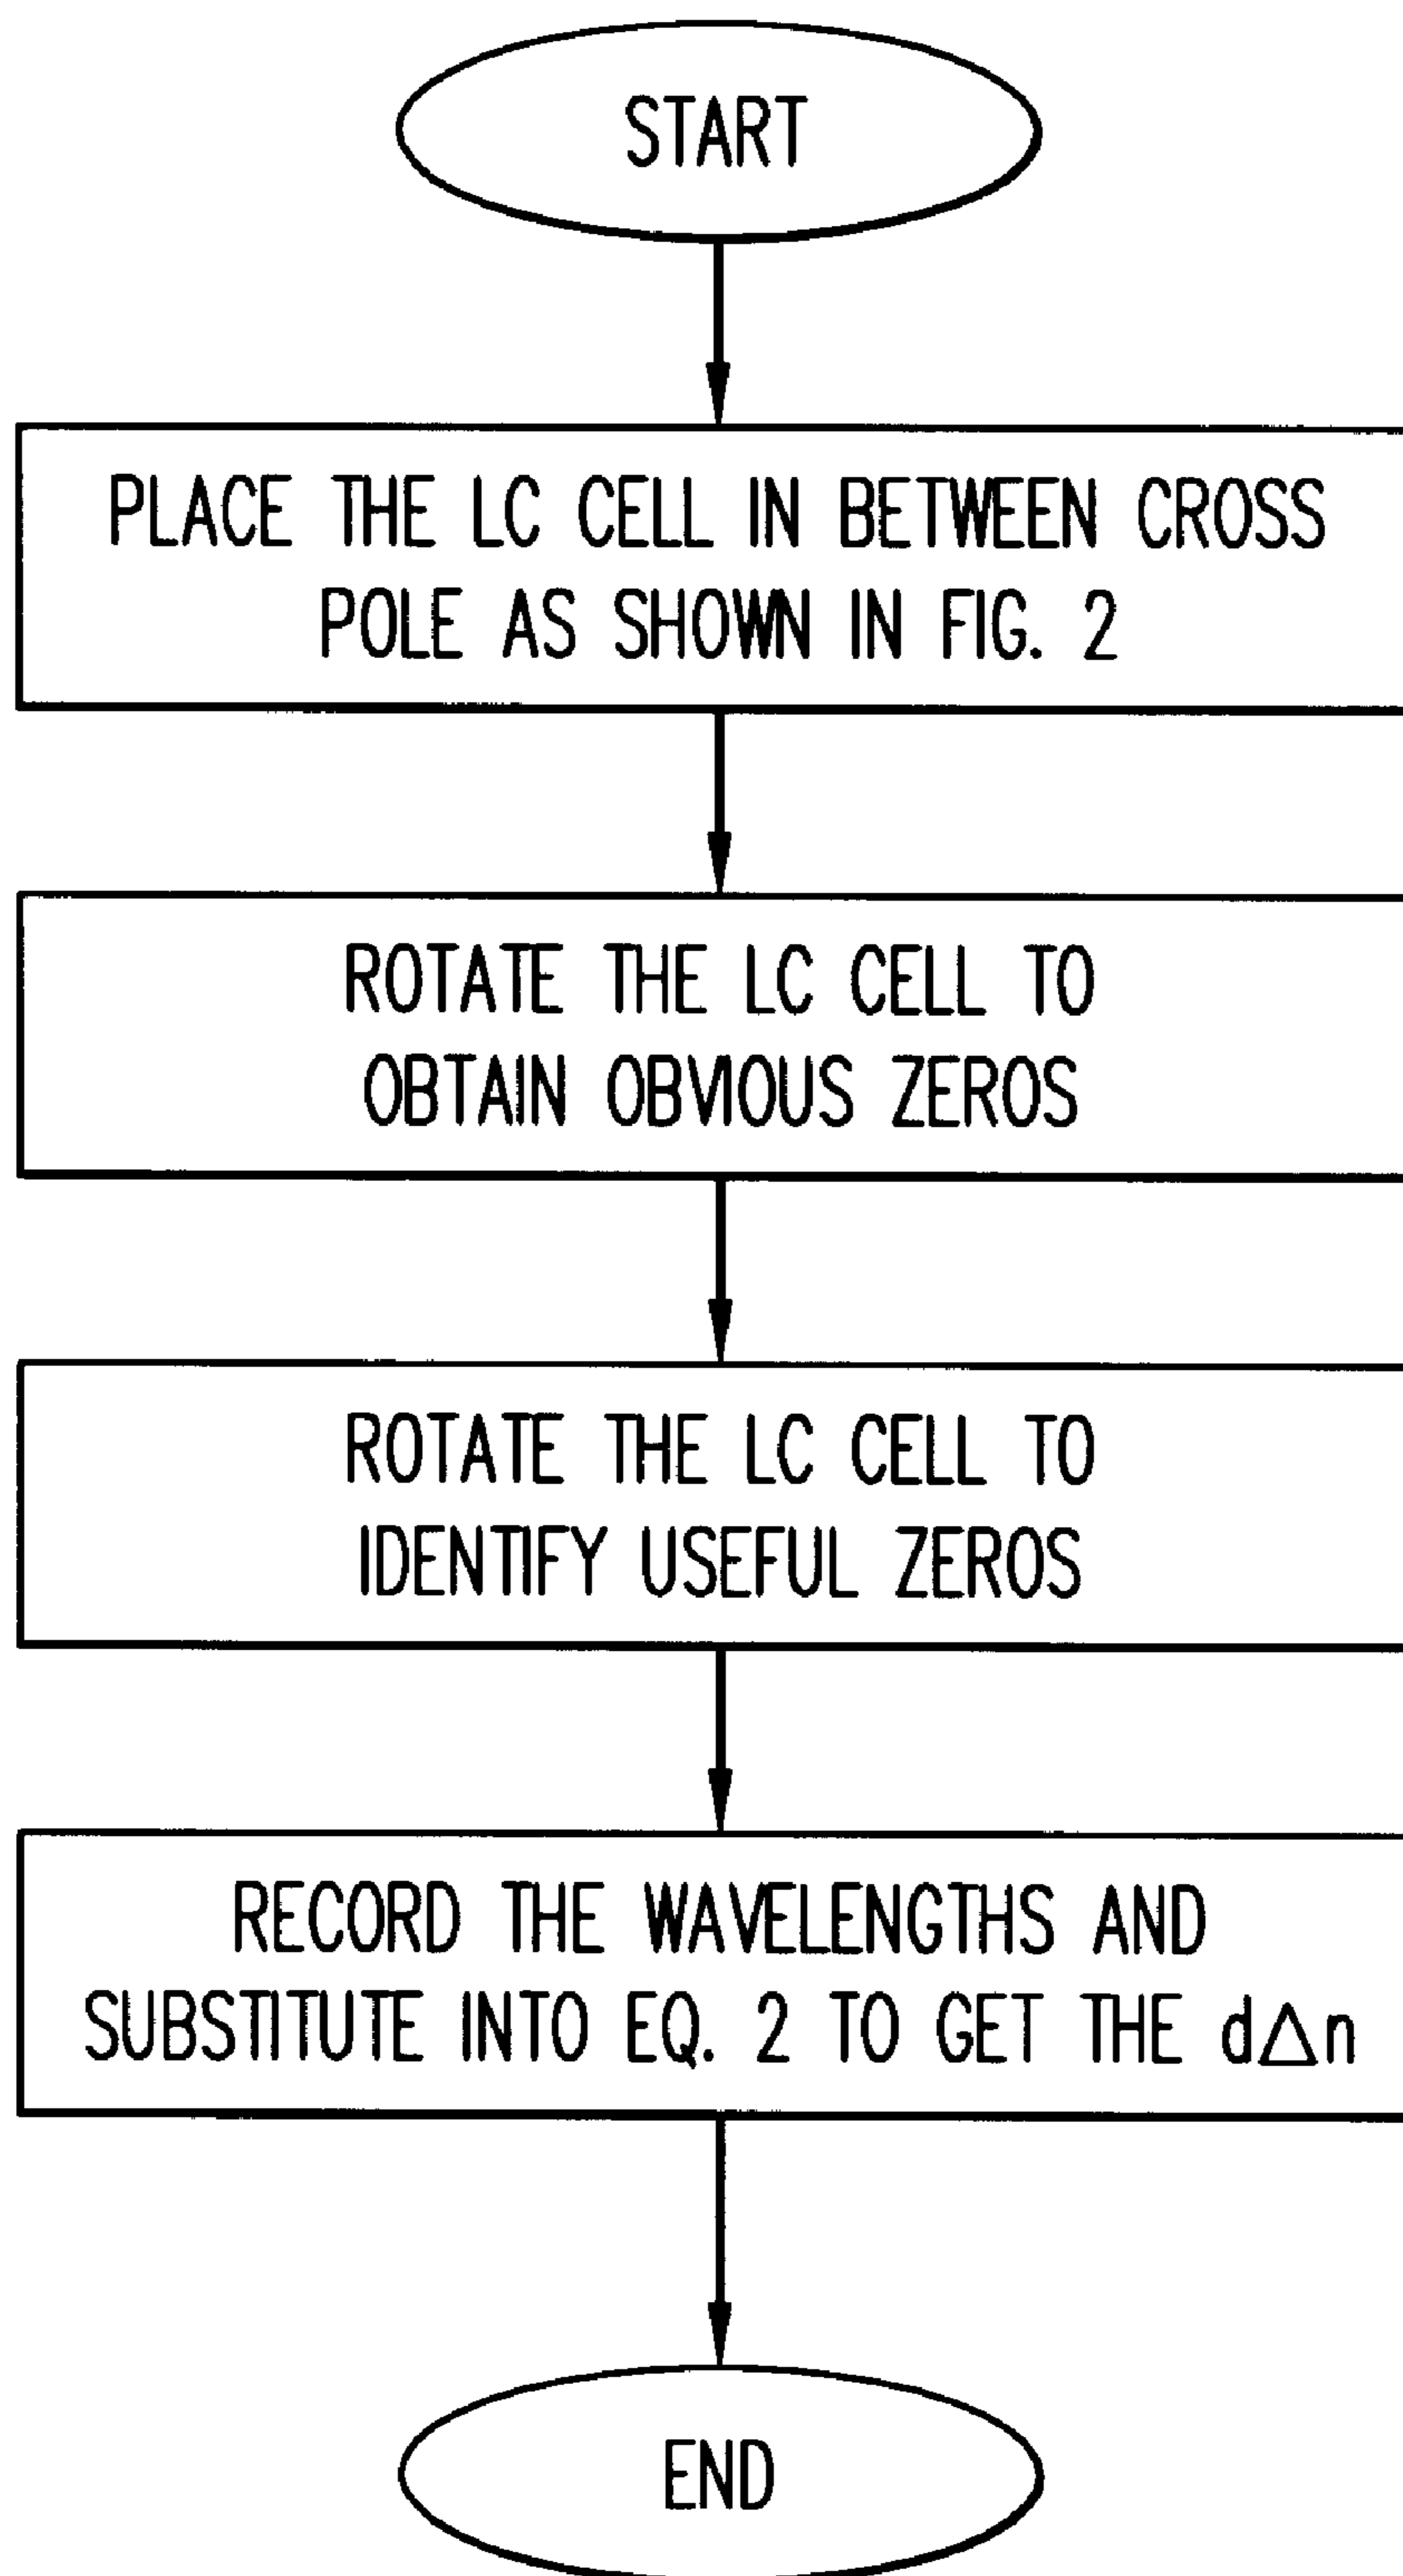 START
PLACE THE LC CELL IN BETWEEN CROSS
POLE AS SHOWN IN FIG. 2
ROTATE THE LC CELL TO
OBTAIN OBVIOUS ZEROS
ROTATE THE LC CELL TO
IDENTIFY USEFUL ZEROS
RECORD THE WAVELENGTHS AND
SUBSTITUTE INTO EQ. 2 TO GET THE d△n
END